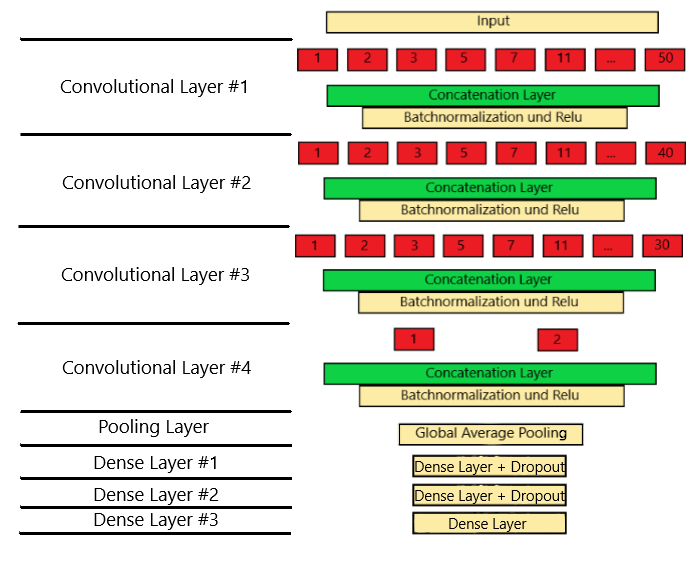 Input
1 2 3 5 7 11 ... 50
Convolutional Layer #1
Concatenation Layer
Batchnormalization und Relu
1 2 3 5 7 11 ... 40
Convolutional Layer #2
Concatenation Layer
Batchnormalization und Relu
1 2 3 5 7 11 ... 30
Convolutional Layer #3
Concatenation Layer
Batchnormalization und Relu
1 2
Convolutional Layer #4
Concatenation Layer
Batchnormalization und Relu
Pooling Layer
Global Average Pooling
Dense Layer #1
Dense Layer + Dropout
Dense Layer #2
Dense Layer + Dropout
Dense Layer #3
Dense Layer